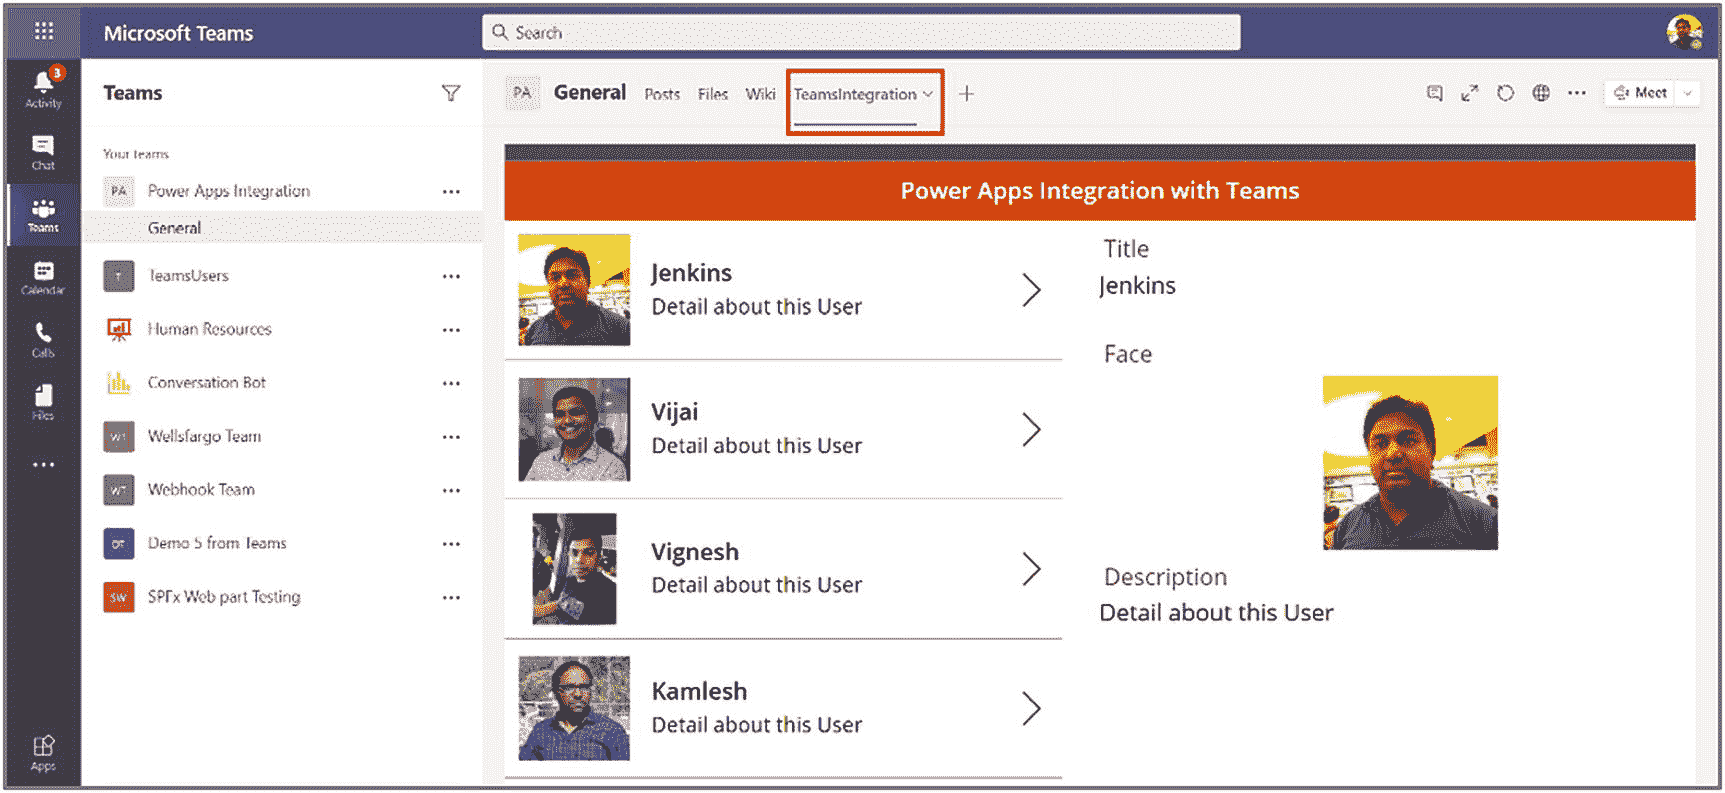 Microsoft Teams
Search
3
Activity
Chat
Teams
Calendar
Calls
Files
Apps
Teams
Your teams
PA Power Apps Integration
General
T TeamsUsers
Human Resources
Conversation Bot
WT Wellsfargo Team
WT Webhook Team
DF Demo 5 from Teams
SW SPFx Web part Testing
PA General Posts Files Wiki TeamsIntegration
Meet
Power Apps Integration with Teams
Jenkins
Detail about this User
Vijai
Detail about this User
Vignesh
Detail about this User
Kamlesh
Detail about this User
Title
Jenkins
Face
Description
Detail about this User